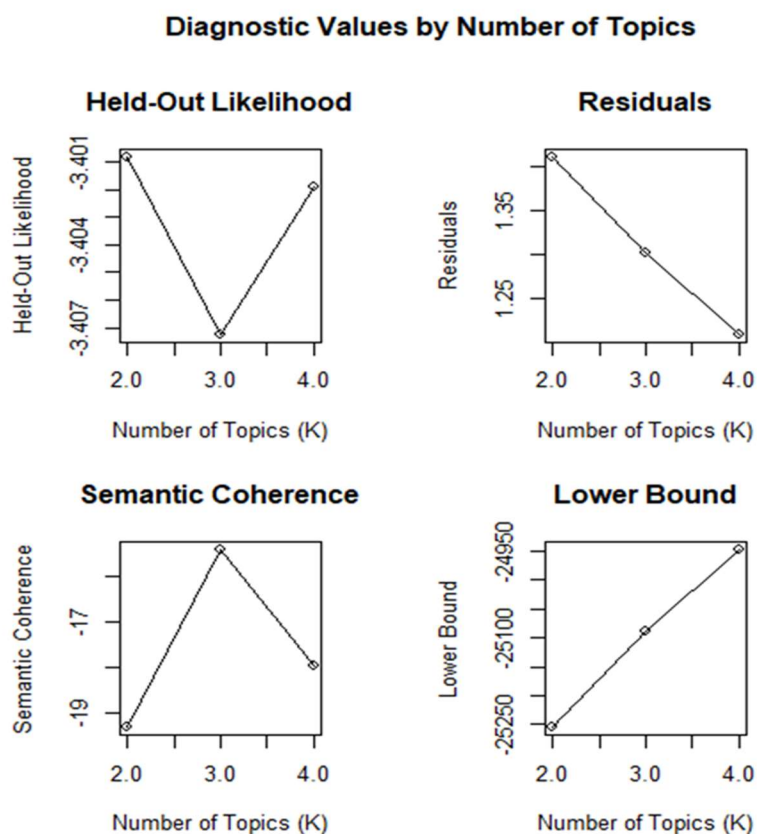 Diagnostic Values by Number of Topics
Held-Out Likelihood
Held-Out Likelihood
-3.401
-3.404
-3.407
2.0 3.0 4.0
Number of Topics (K)
Residuals
Residuals
1.35
1.25
2.0 3.0 4.0
Number of Topics (K)
Semantic Coherence
Semantic Coherence
-17
-19
2.0 3.0 4.0
Number of Topics (K)
Lower Bound
Lower Bound
-24950
-25100
-25250
2.0 3.0 4.0
Number of Topics (K)